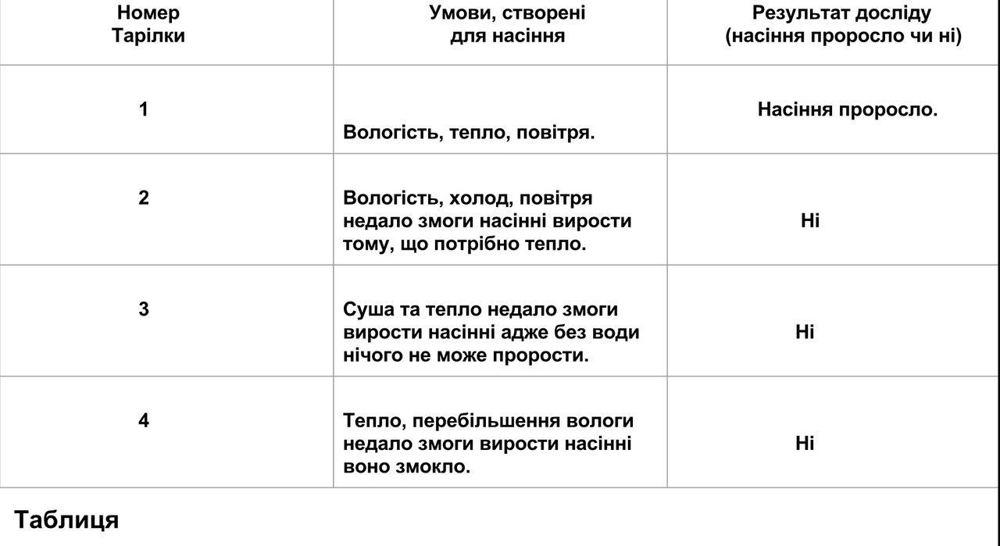 Номер
Тарілки
Умови, створені
для насіння
Результат досліду
(насіння проросло чи ні)
1
Вологість, тепло, повітря.
Насіння проросло.
2
Вологість, холод, повітря
недало змоги насінні вирости
тому, що потрібно тепло.
Ні
3
Суша та тепло недало змоги
вирости насінні адже без води
нічого не може прорости.
Ні
4
Тепло, перебільшення вологи
недало змоги вирости насінні
воно змокло.
Ні
Таблиця